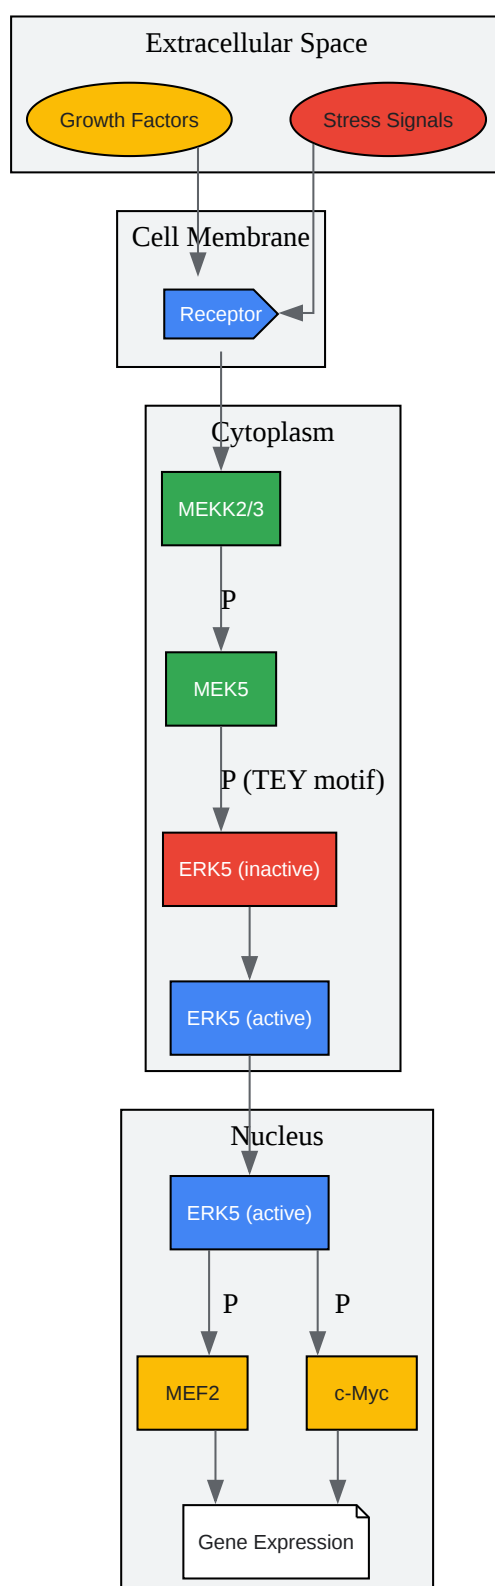 Extracellular Space
Growth Factors
Stress Signals
Cell Membrane
Receptor
Cytoplasm
MEKK2/3
P
MEK5
P (TEY motif)
ERK5 (inactive)
ERK5 (active)
Nucleus
ERK5 (active)
P
P
MEF2
c-Myc
Gene Expression